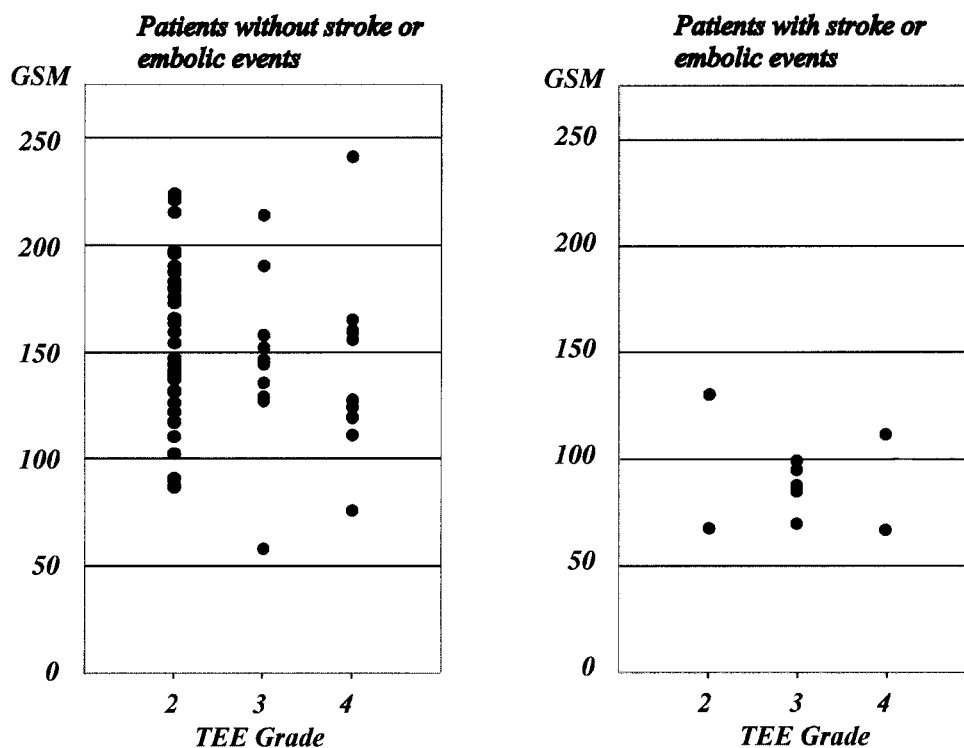 Patients without stroke or
embolic events
GSM
250
200
150
100
50
0
2 3 4
TEE Grade
Patients with stroke or
embolic events
GSM
250
200
150
100
50
0
2 3 4
TEE Grade